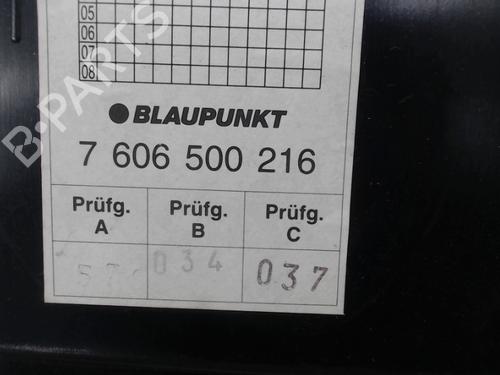 05
06
07
08
BLAUPUNKT
7 606 500 216
Prüfg. A
Prüfg. B
Prüfg. C
034
037
B-PARTS